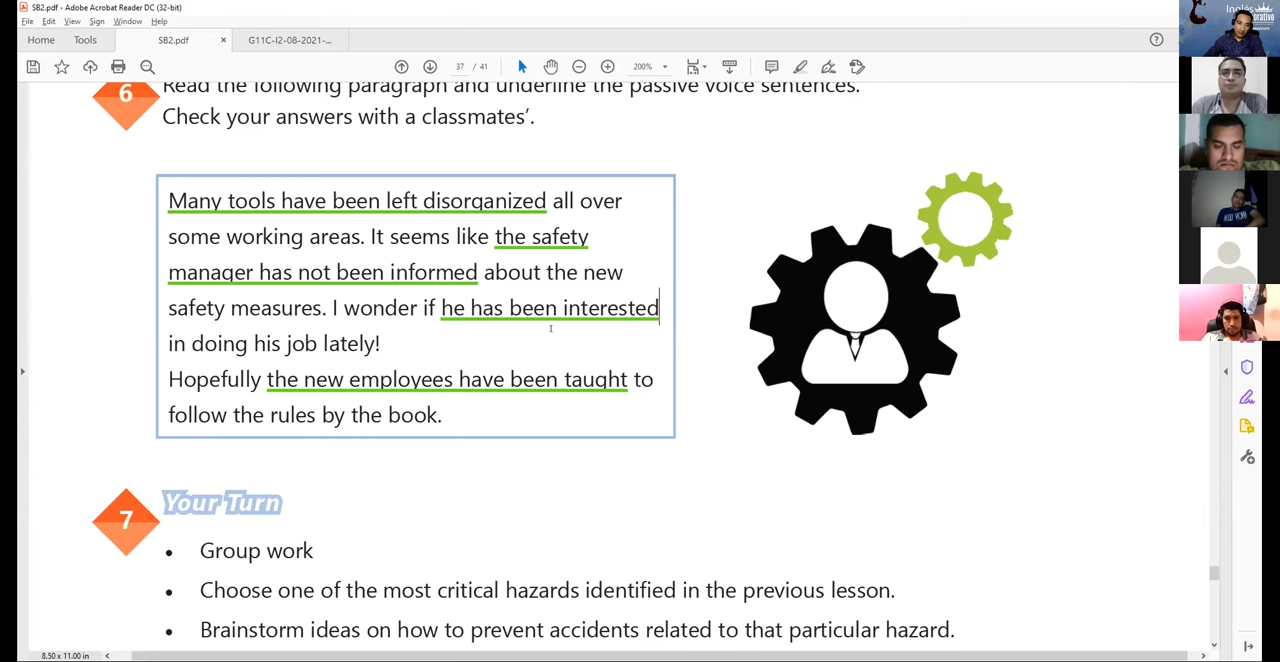 SB2.pdf - Adobe Acrobat Reader DC (32-bit)
File Edit View Sign Window Help
Home Tools SB2.pdf × G11C-I2-08-2021-...
37 / 41 200%
6 Read the following paragraph and underline the passive voice sentences.
Check your answers with a classmates'.
Many tools have been left disorganized all over
some working areas. It seems like the safety
manager has not been informed about the new
safety measures. I wonder if he has been interested
in doing his job lately!
Hopefully the new employees have been taught to
follow the rules by the book.
7 Your Turn
• Group work
• Choose one of the most critical hazards identified in the previous lesson.
• Brainstorm ideas on how to prevent accidents related to that particular hazard.
8.50 x 11.00 in
Inglés
NEW YORK